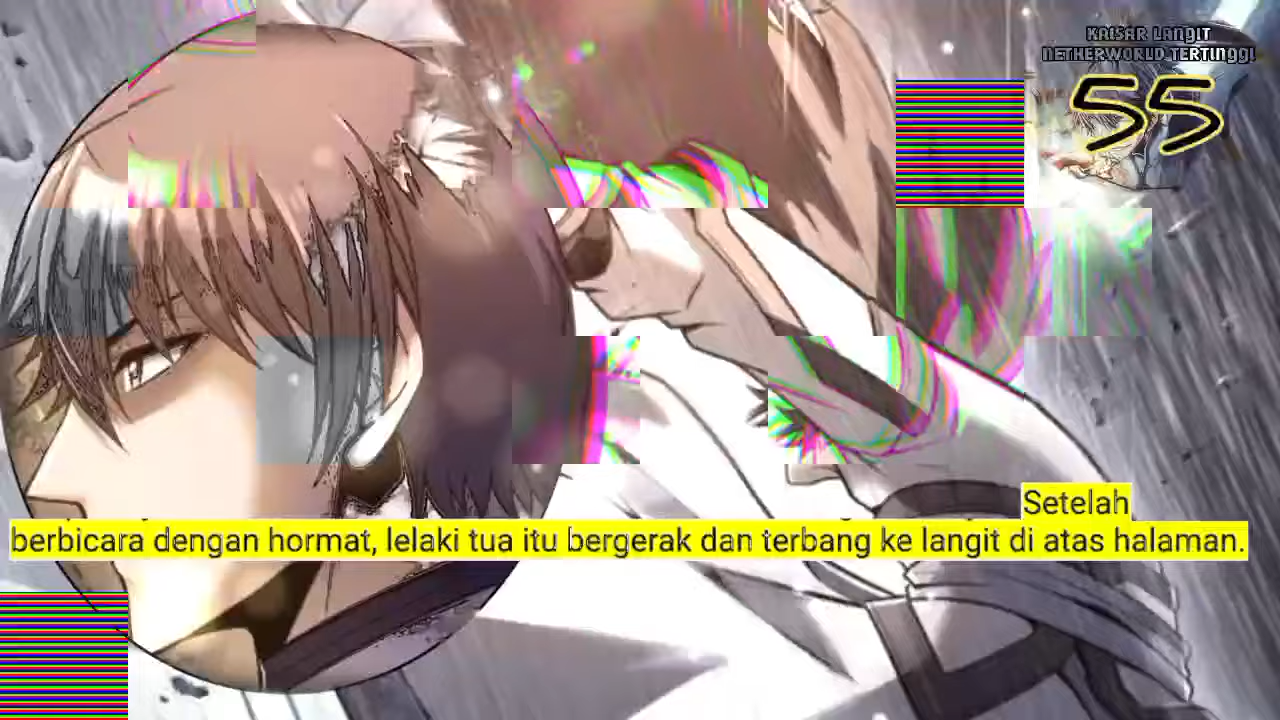 KAISAR LANGIT
NETHERWORLD TERTINGGI
55
Setelah
berbicara dengan hormat, lelaki tua itu bergerak dan terbang ke langit di atas halaman.